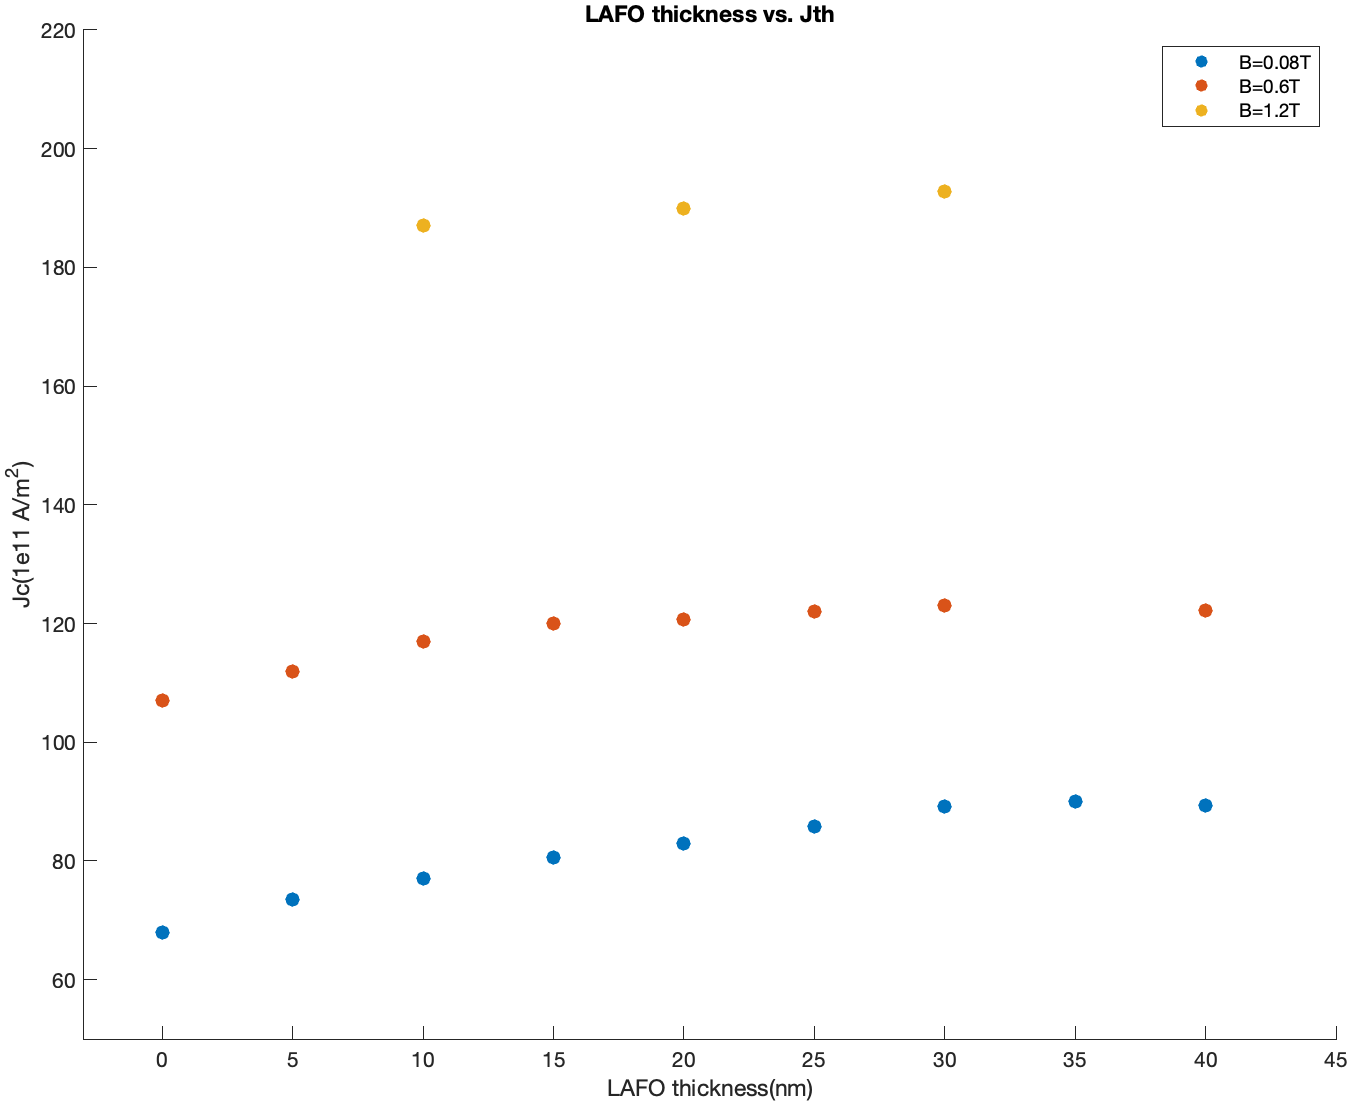 LAFO thickness vs. Jth
220
200
180
160
140
120
100
80
60
Jc(1e11 A/m²)
B=0.08T
B=0.6T
B=1.2T
0 5 10 15 20 25 30 35 40 45
LAFO thickness(nm)